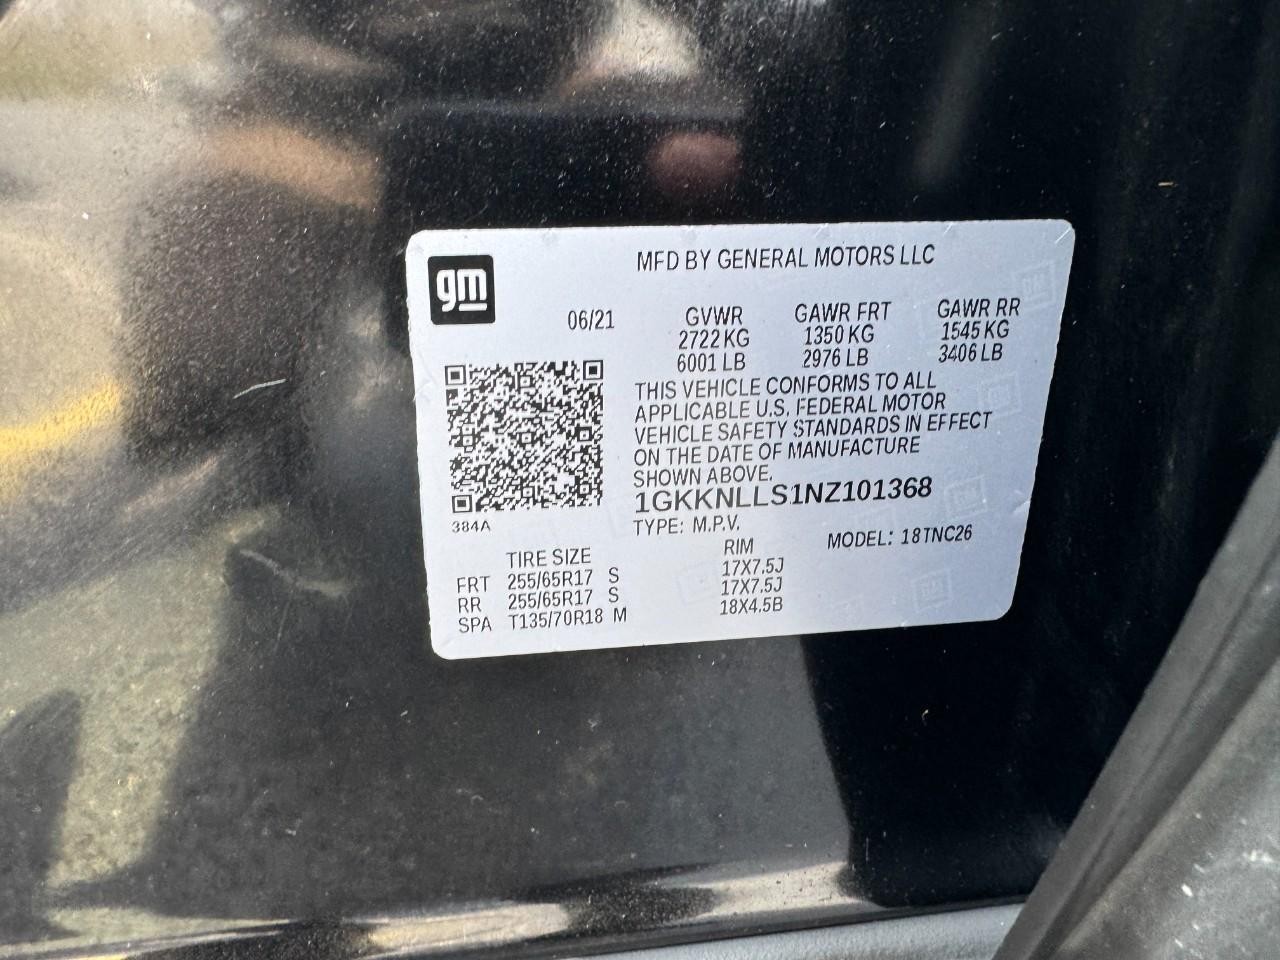 gm
MFD BY GENERAL MOTORS LLC
06/21
GVWR GAWR FRT GAWR RR
2722 KG 1350 KG 1545 KG
6001 LB 2976 LB 3406 LB
THIS VEHICLE CONFORMS TO ALL
APPLICABLE U.S. FEDERAL MOTOR
VEHICLE SAFETY STANDARDS IN EFFECT
ON THE DATE OF MANUFACTURE
SHOWN ABOVE.
1GKKNLLS1NZ101368
384A
TYPE: M.P.V. MODEL: 18TNC26
TIRE SIZE RIM
FRT 255/65R17 S 17X7.5J
RR 255/65R17 S 17X7.5J
SPA T135/70R18 M 18X4.5B